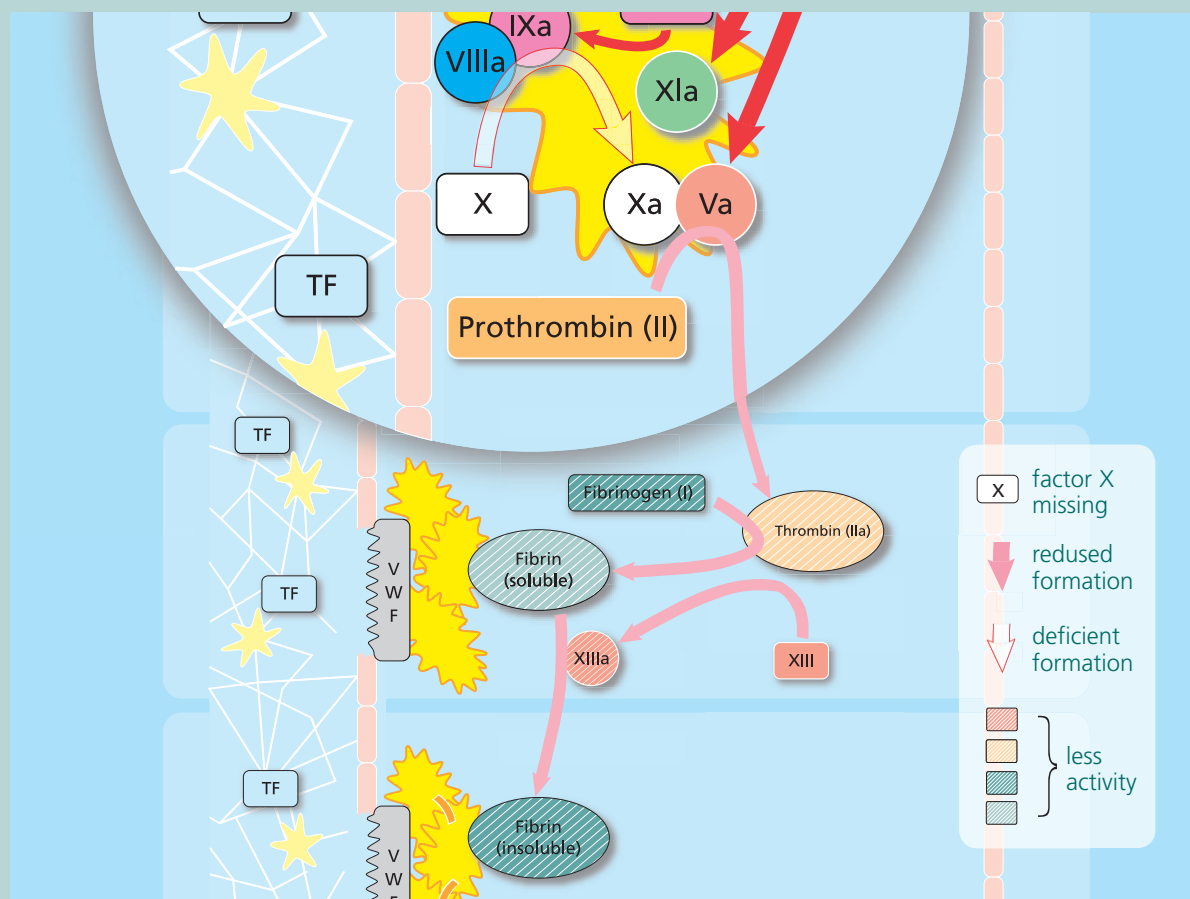 IXa
VIIIa
XIa
X
Xa
Va
TF
Prothrombin (II)
TF
Fibrinogen (I)
Thrombin (IIa)
Fibrin
(soluble)
V
W
F
TF
XIIIa
XIII
TF
Fibrin
(insoluble)
V
W
F
X
factor X
missing
redused
formation
deficient
formation
less
activity